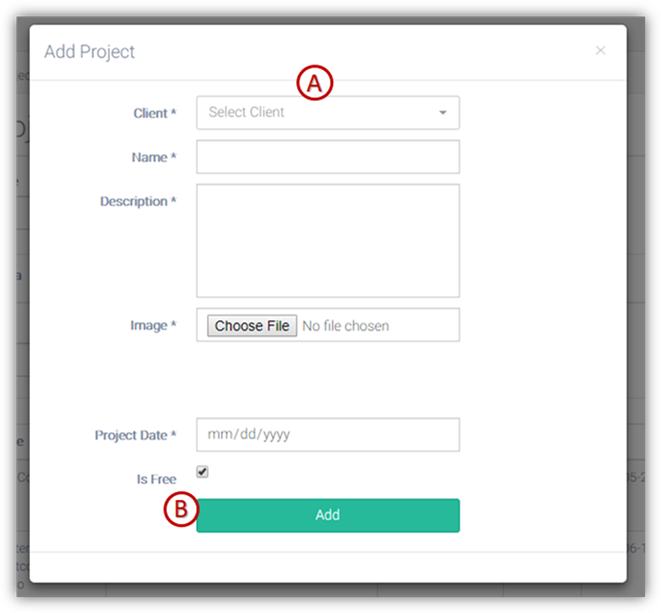 Add Project ×
A
Client * Select Client
Name *
Description *
Image * Choose File No file chosen
Project Date * mm/dd/yyyy
Is Free
B Add